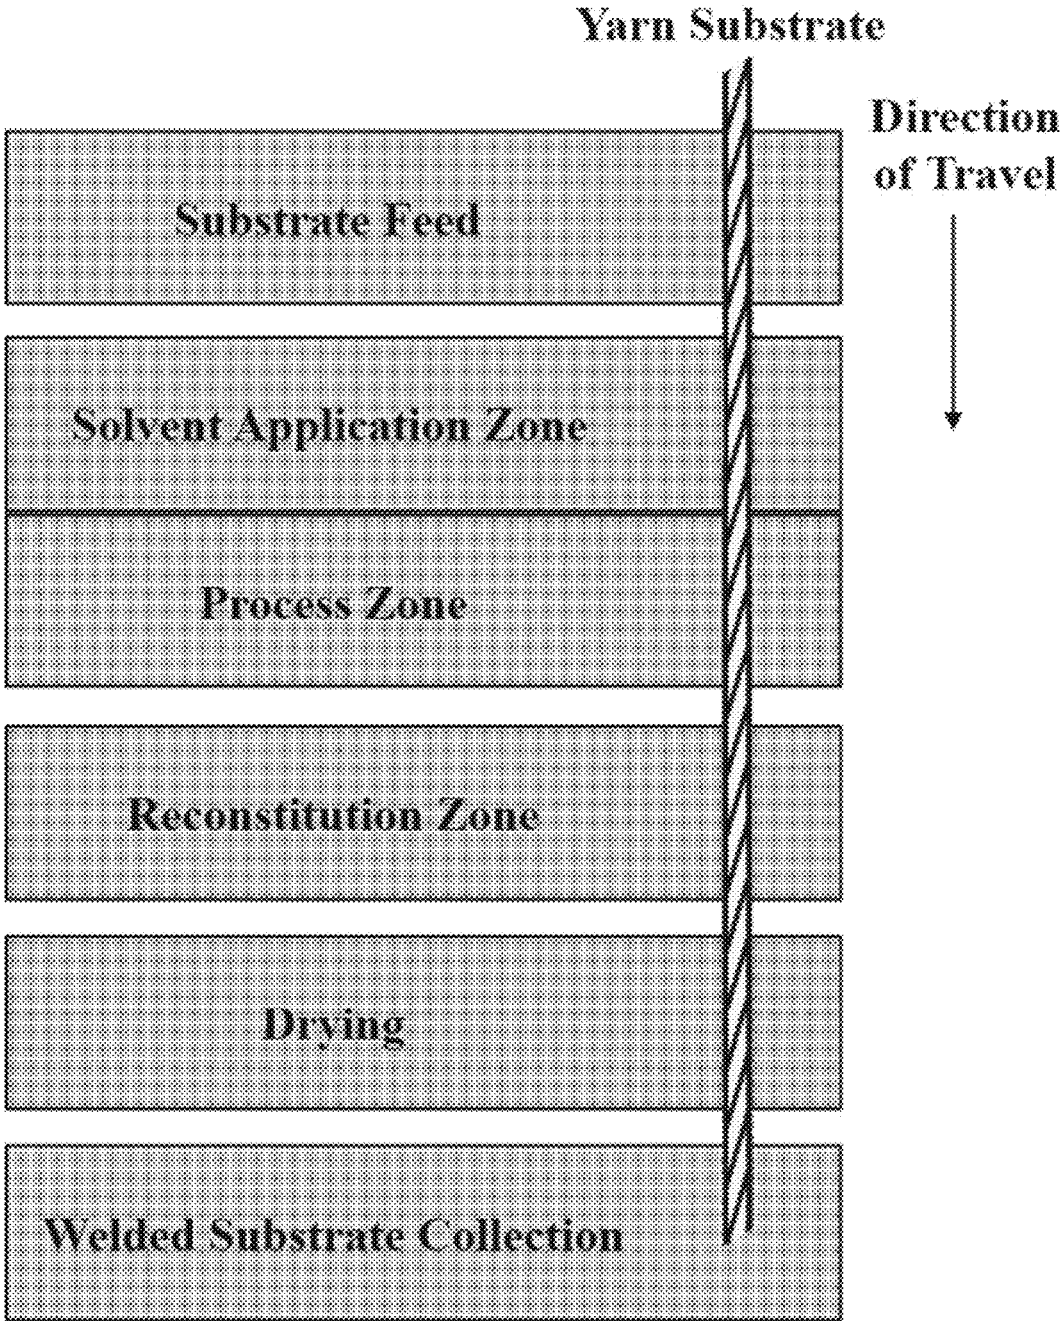 Yarn Substrate
Direction
of Travel
Substrate Feed
Solvent Application Zone
Process Zone
Reconstitution Zone
Drying
Welded Substrate Collection